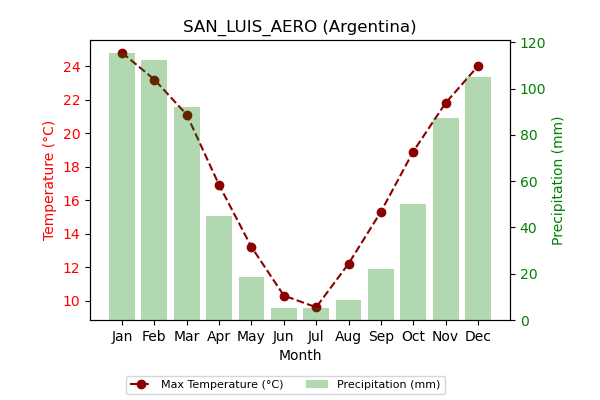 SAN_LUIS_AERO (Argentina)
Temperature (°C)
24
22
20
18
16
14
12
10
120
100
80
60
40
20
0
Precipitation (mm)
Jan Feb Mar Apr May Jun Jul Aug Sep Oct Nov Dec
Month
Max Temperature (°C) Precipitation (mm)